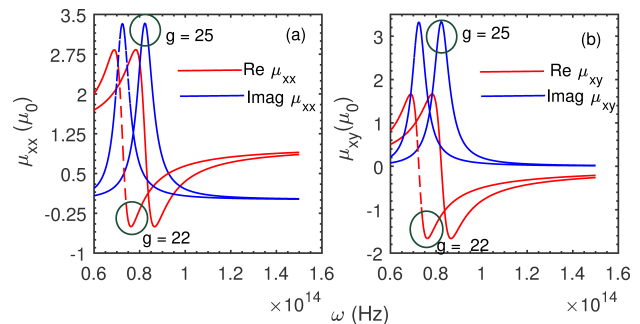 3.5
2.75
2
1.25
0.5
-0.25
-1
μxx (μ0)
g = 25
(a)
Re μxx
Imag μxx
g = 22
0.6 0.8 1 1.2 1.4 1.6
×10^14
3
2
1
0
-1
-2
μxy(μ0)
g = 25
(b)
Re μxy
Imag μxy
g = 22
0.6 0.8 1 1.2 1.4 1.6
×10^14
ω (Hz)